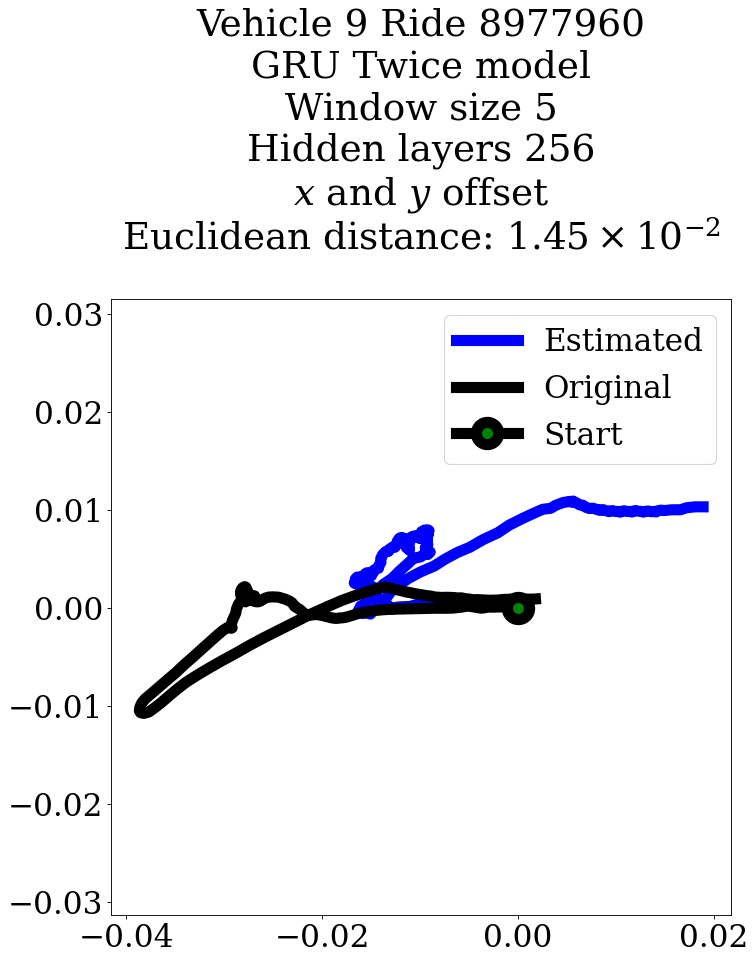 Vehicle 9 Ride 8977960
GRU Twice model
Window size 5
Hidden layers 256
x and y offset
Euclidean distance: 1.45 × 10⁻²
Estimated
Original
Start
0.03
0.02
0.01
0.00
−0.01
−0.02
−0.03
−0.04 −0.02 0.00 0.02